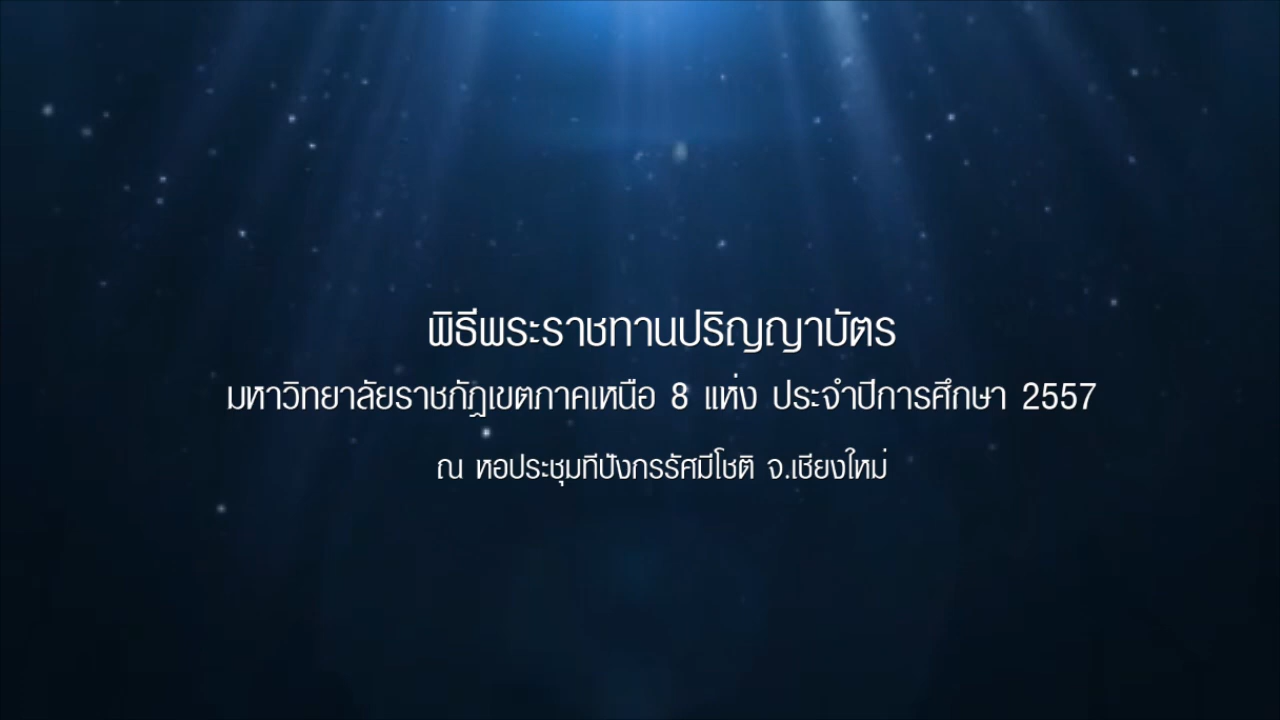 พิธีพระราชทานปริญญาบัตร
มหาวิทยาลัยราชภัฏเขตภาคเหนือ 8 แห่ง ประจำปีการศึกษา 2557
ณ หอประชุมทีปังกรรัศมีโชติ จ.เชียงใหม่